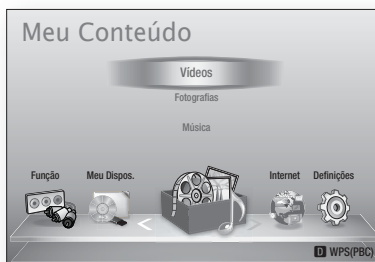 Meu Conteúdo
Vídeos
Fotografias
Música
Função Meu Dispos. Internet Definições
D WPS(PBC)